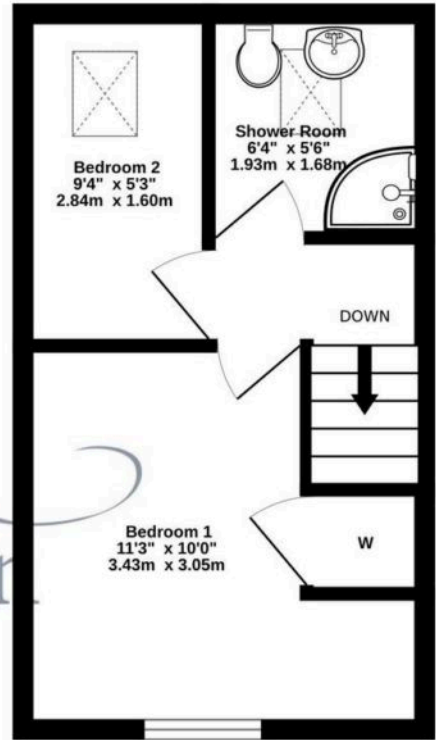 Shower Room
6'4" x 5'6"
1.93m x 1.68m
Bedroom 2
9'4" x 5'3"
2.84m x 1.60m
DOWN
Bedroom 1
11'3" x 10'0"
3.43m x 3.05m
W